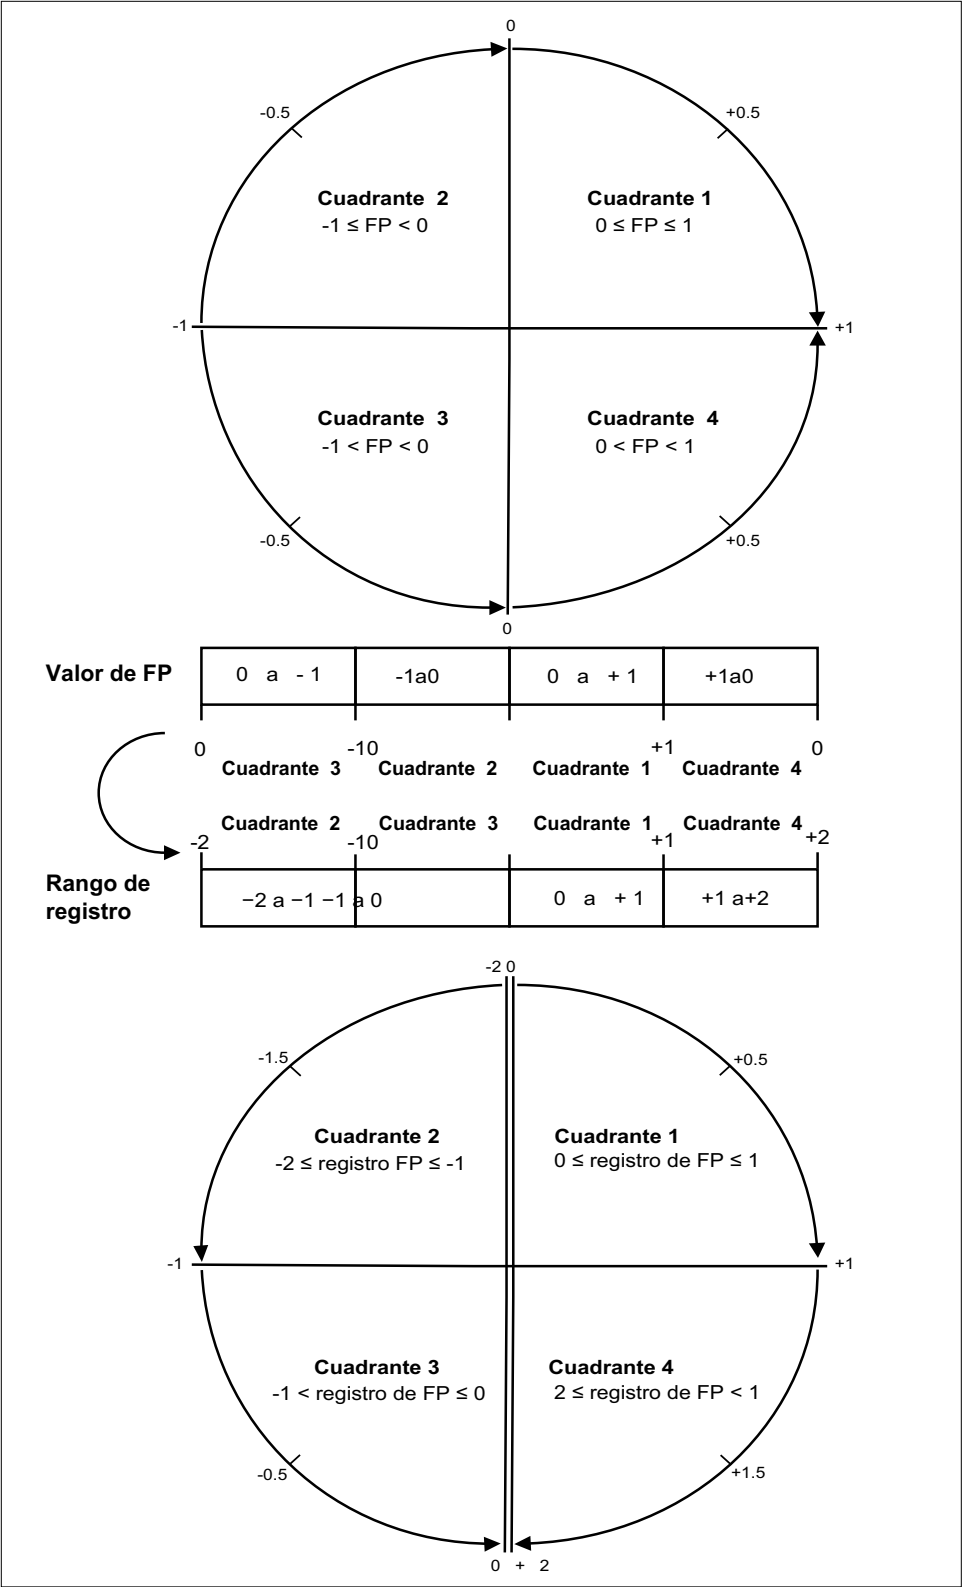 0
-0.5
+0.5
Cuadrante 2
Cuadrante 1
-1 ≤ FP < 0
0 ≤ FP ≤ 1
-1
+1
Cuadrante 3
Cuadrante 4
-1 < FP < 0
0 < FP < 1
-0.5
+0.5
0
Valor de FP
0 a - 1
-1a0
0 a + 1
+1a0
0
-10
+1
0
Cuadrante 3
Cuadrante 2
Cuadrante 1
Cuadrante 4
Cuadrante 2
Cuadrante 3
Cuadrante 1
Cuadrante 4
-2
-10
+1
+2
Rango de
registro
−2 a −1 −1 a 0
0 a + 1
+1 a+2
-2 0
-1.5
+0.5
Cuadrante 2
Cuadrante 1
-2 ≤ registro FP ≤ -1
0 ≤ registro de FP ≤ 1
-1
+1
Cuadrante 3
Cuadrante 4
-1 < registro de FP ≤ 0
2 ≤ registro de FP < 1
-0.5
+1.5
0 + 2